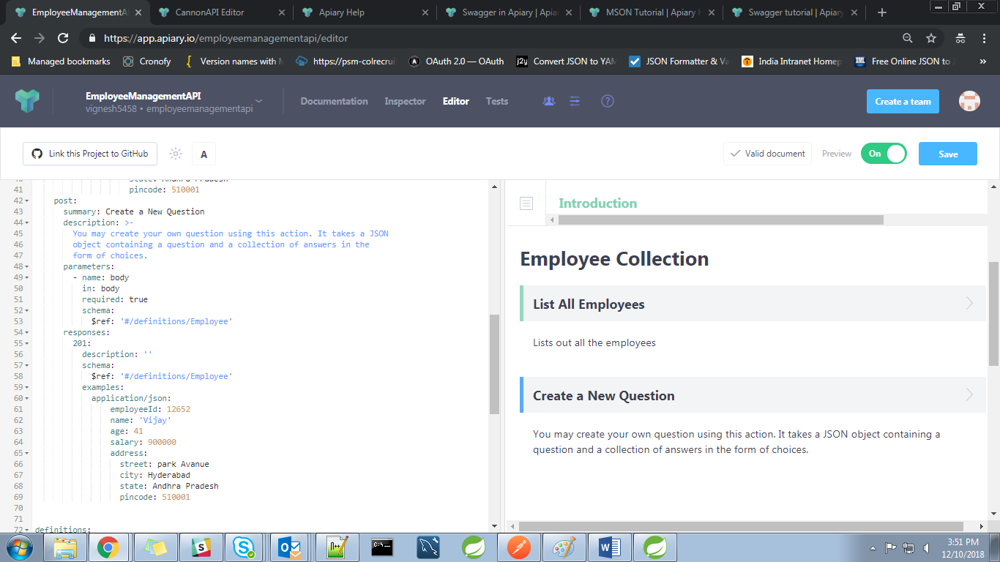 EmployeeManagementA
CannonAPI Editor
Apiary Help
Swagger in Apiary | Apia
MSON Tutorial | Apiary H
Swagger tutorial | Apiary
https://app.apiary.io/employeemanagementapi/editor
Managed bookmarks
Cronofy
Version names with M
https://psm-colrecrui
OAuth 2.0 — OAuth
Convert JSON to YAM
JSON Formatter & Va
India Intranet Homep
Free Online JSON to J
»
EmployeeManagementAPI
vignesh5458 • employeemanagementapi
Documentation
Inspector
Editor
Tests
Create a team
Link this Project to GitHub
A
Valid document
Preview
On
Save
40 state: Andhra Pradesh
41 pincode: 510001
42 post:
43 summary: Create a New Question
44 description: >-
45 You may create your own question using this action. It takes a JSON
46 object containing a question and a collection of answers in the
47 form of choices.
48 parameters:
49 - name: body
50 in: body
51 required: true
52 schema:
53 $ref: '#/definitions/Employee'
54 responses:
55 201:
56 description: ''
57 schema:
58 $ref: '#/definitions/Employee'
59 examples:
60 application/json:
61 employeeId: 12652
62 name: 'Vijay'
63 age: 41
64 salary: 900000
65 address:
66 street: park Avanue
67 city: Hyderabad
68 state: Andhra Pradesh
69 pincode: 510001
70
71
72 definitions:
Introduction
Employee Collection
List All Employees
Lists out all the employees
Create a New Question
You may create your own question using this action. It takes a JSON object containing a
question and a collection of answers in the form of choices.
3:51 PM
12/10/2018